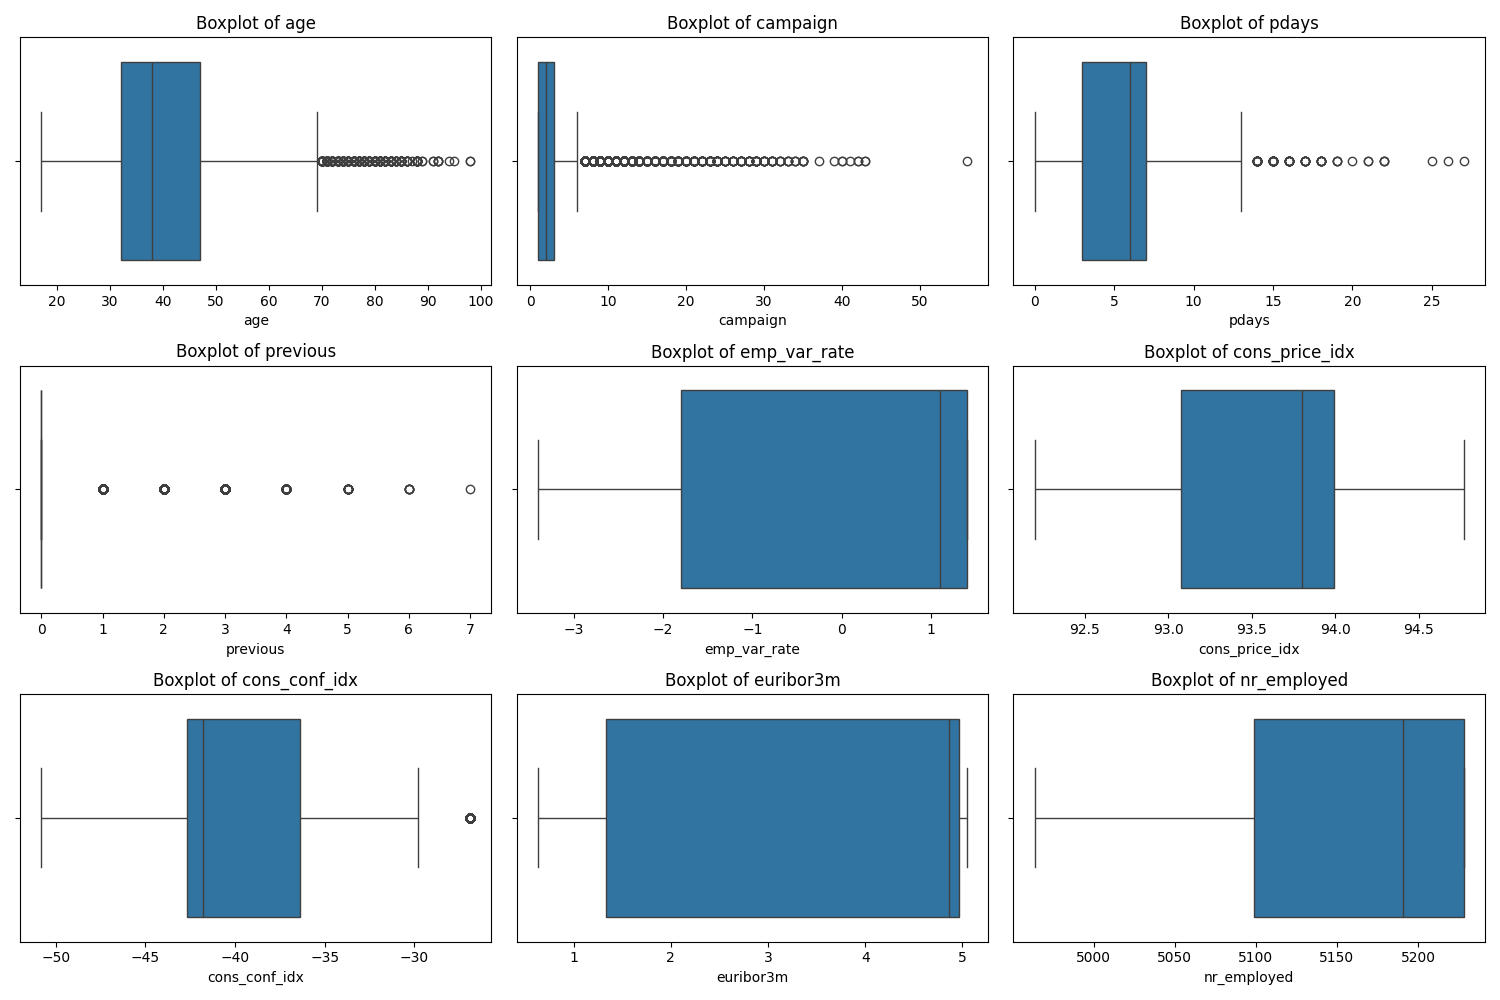 Boxplot of age
20 30 40 50 60 70 80 90 100
age
Boxplot of campaign
0 10 20 30 40 50
campaign
Boxplot of pdays
0 5 10 15 20 25
pdays
Boxplot of previous
0 1 2 3 4 5 6 7
previous
Boxplot of emp_var_rate
−3 −2 −1 0 1
emp_var_rate
Boxplot of cons_price_idx
92.5 93.0 93.5 94.0 94.5
cons_price_idx
Boxplot of cons_conf_idx
−50 −45 −40 −35 −30
cons_conf_idx
Boxplot of euribor3m
1 2 3 4 5
euribor3m
Boxplot of nr_employed
5000 5050 5100 5150 5200
nr_employed